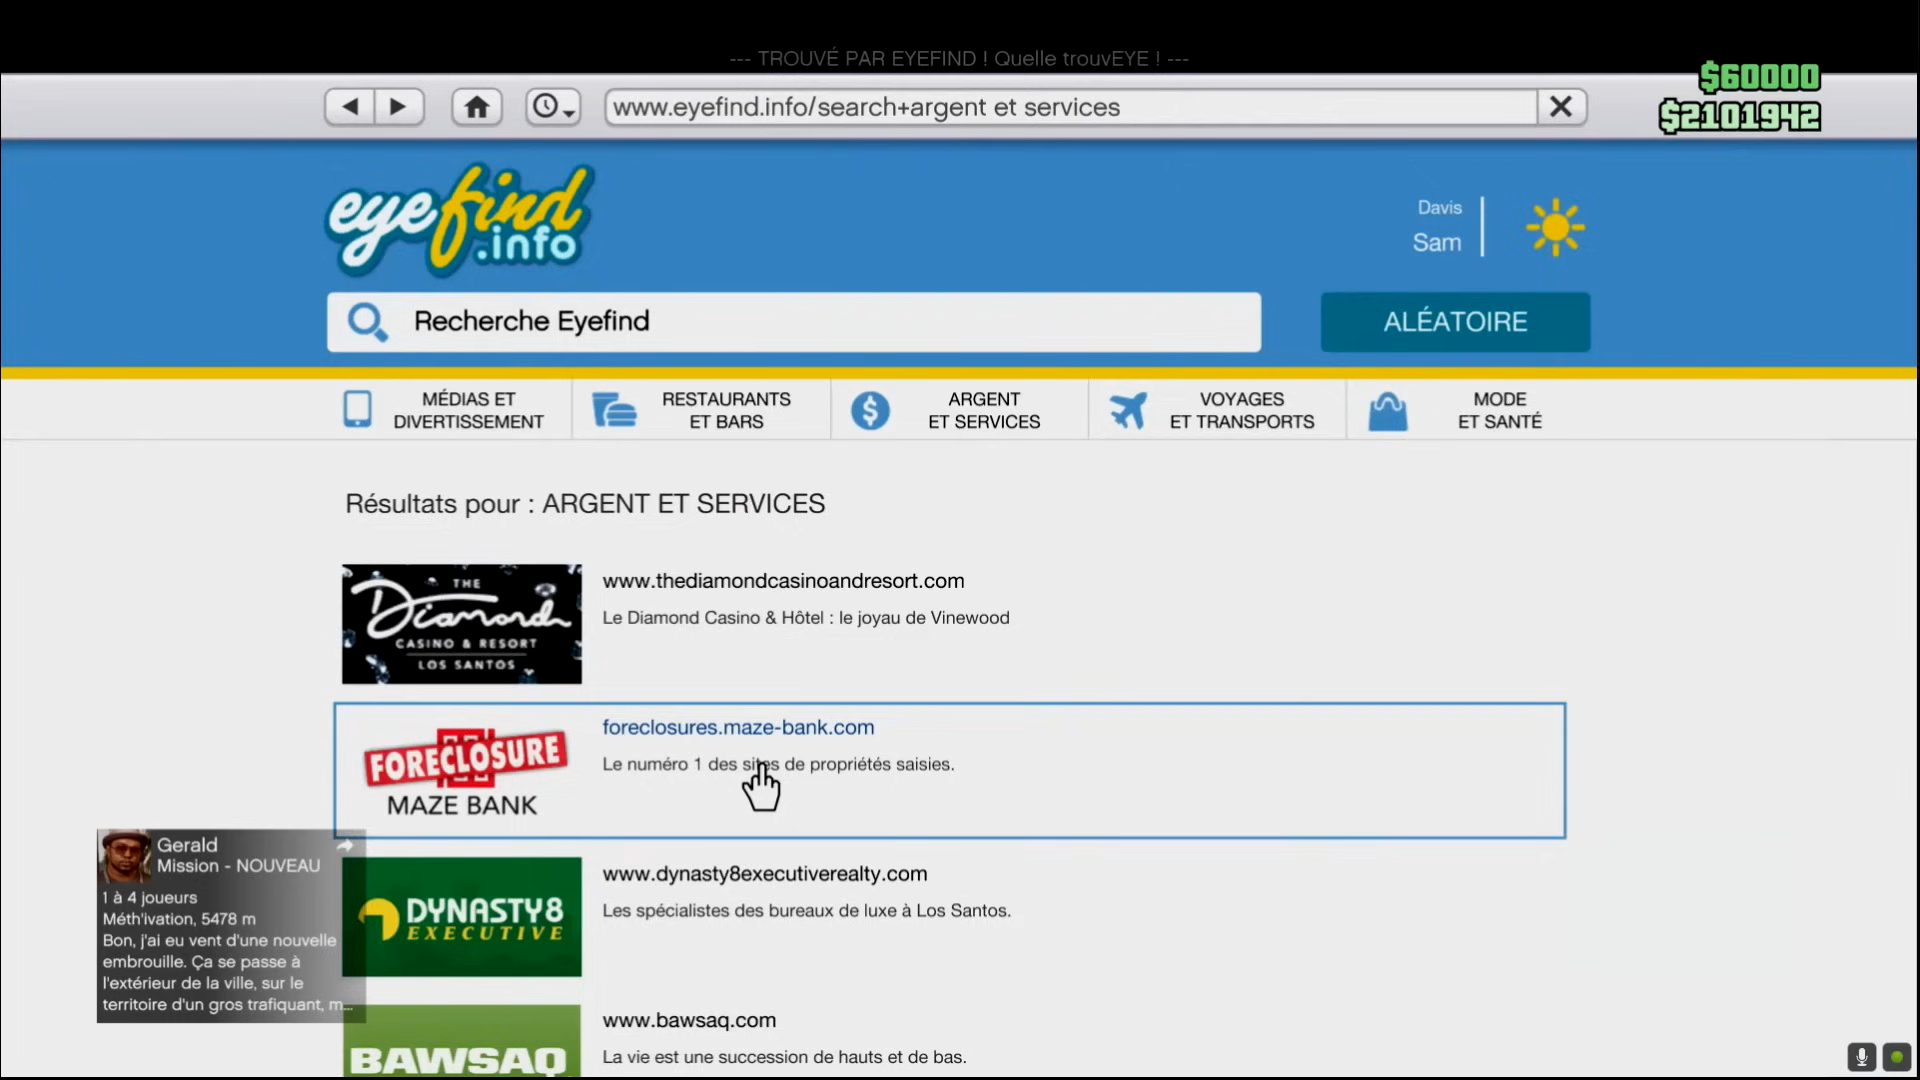 --- TROUVÉ PAR EYEFIND ! Quelle trouvEYE ! ---
$60000
www.eyefind.info/search+argent et services
$2101942
eyefind
.info
Davis
Sam
Recherche Eyefind
ALÉATOIRE
MÉDIAS ET
DIVERTISSEMENT
RESTAURANTS
ET BARS
ARGENT
ET SERVICES
VOYAGES
ET TRANSPORTS
MODE
ET SANTÉ
Résultats pour : ARGENT ET SERVICES
THE
Diamond
CASINO & RESORT
LOS SANTOS
www.thediamondcasinoandresort.com
Le Diamond Casino & Hôtel : le joyau de Vinewood
FORECLOSURE
MAZE BANK
foreclosures.maze-bank.com
Le numéro 1 des sites de propriétés saisies.
Gerald
Mission - NOUVEAU
1 à 4 joueurs
Méth'ivation, 5478 m
Bon, j'ai eu vent d'une nouvelle
embrouille. Ça se passe à
l'extérieur de la ville, sur le
territoire d'un gros trafiquant, m...
DYNASTY8
EXECUTIVE
www.dynasty8executiverealty.com
Les spécialistes des bureaux de luxe à Los Santos.
BAWSAQ
www.bawsaq.com
La vie est une succession de hauts et de bas.